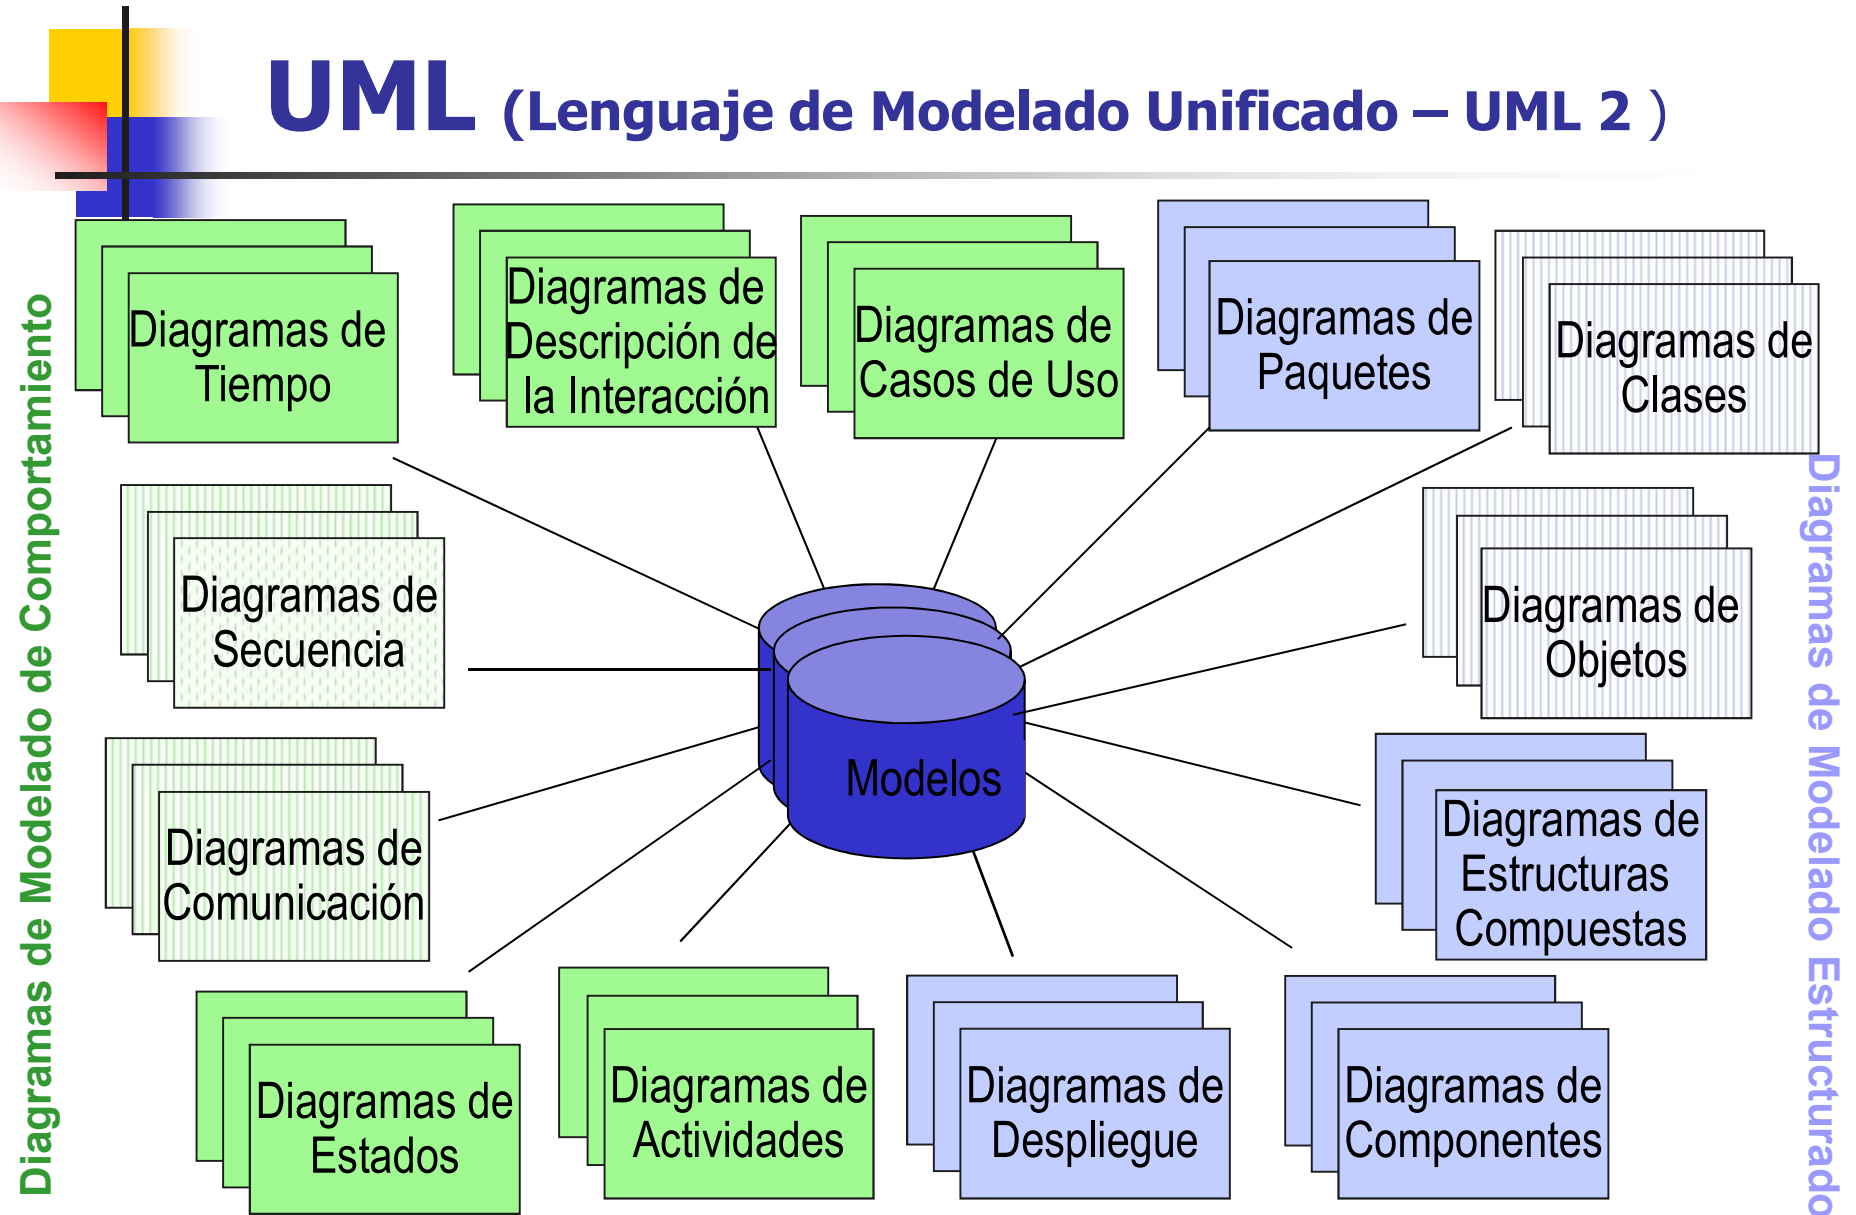 UML (Lenguaje de Modelado Unificado – UML 2 )
Diagramas de Modelado de Comportamiento
Diagramas de
Tiempo
Diagramas de
Descripción de
la Interacción
Diagramas de
Casos de Uso
Diagramas de
Paquetes
Diagramas de
Clases
Diagramas de
Secuencia
Diagramas de
Objetos
Modelos
Diagramas de
Comunicación
Diagramas de
Estructuras
Compuestas
Diagramas de
Estados
Diagramas de
Actividades
Diagramas de
Despliegue
Diagramas de
Componentes
Diagramas de Modelado Estructurado